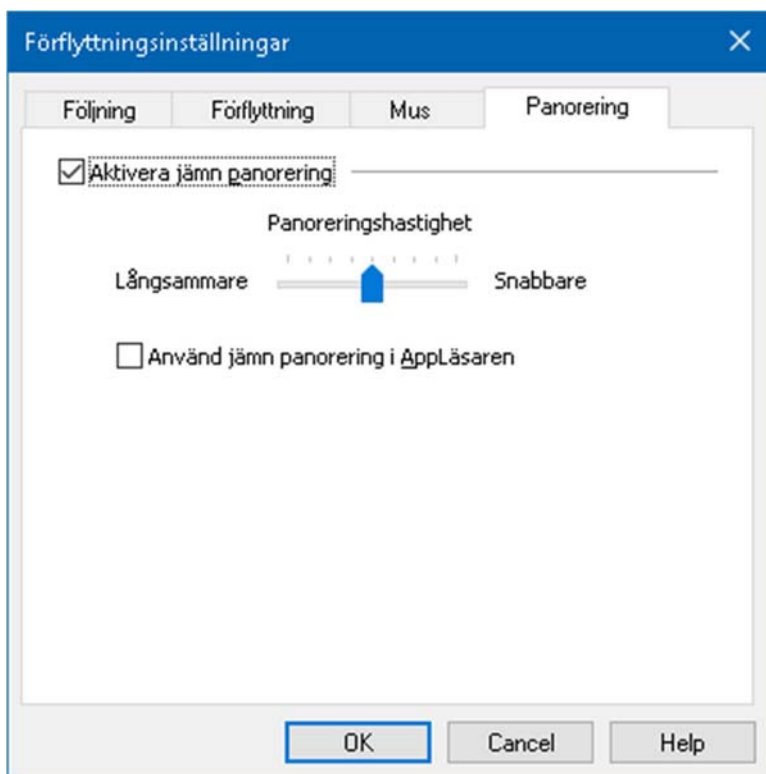 Förflyttningsinställningar
Följning Förflyttning Mus Panorering
Aktivera jämn panorering
Panoreringshastighet
Långsammare Snabbare
Använd jämn panorering i AppLäsaren
OK Cancel Help